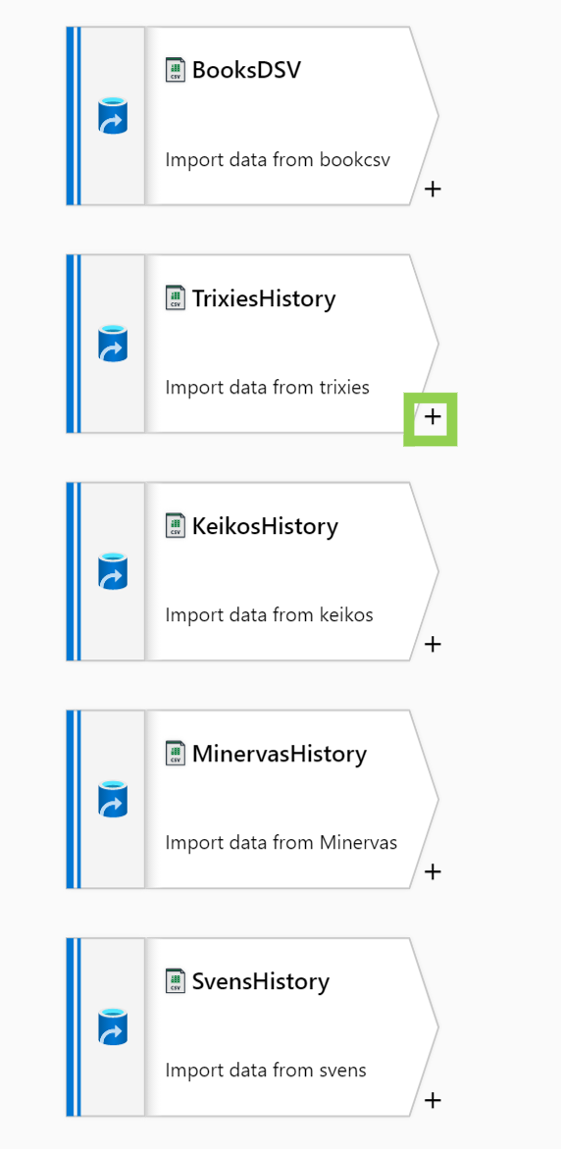 BooksDSV
Import data from bookcsv
+
TrixiesHistory
Import data from trixies
+
KeikosHistory
Import data from keikos
+
MinervasHistory
Import data from Minervas
+
SvensHistory
Import data from svens
+